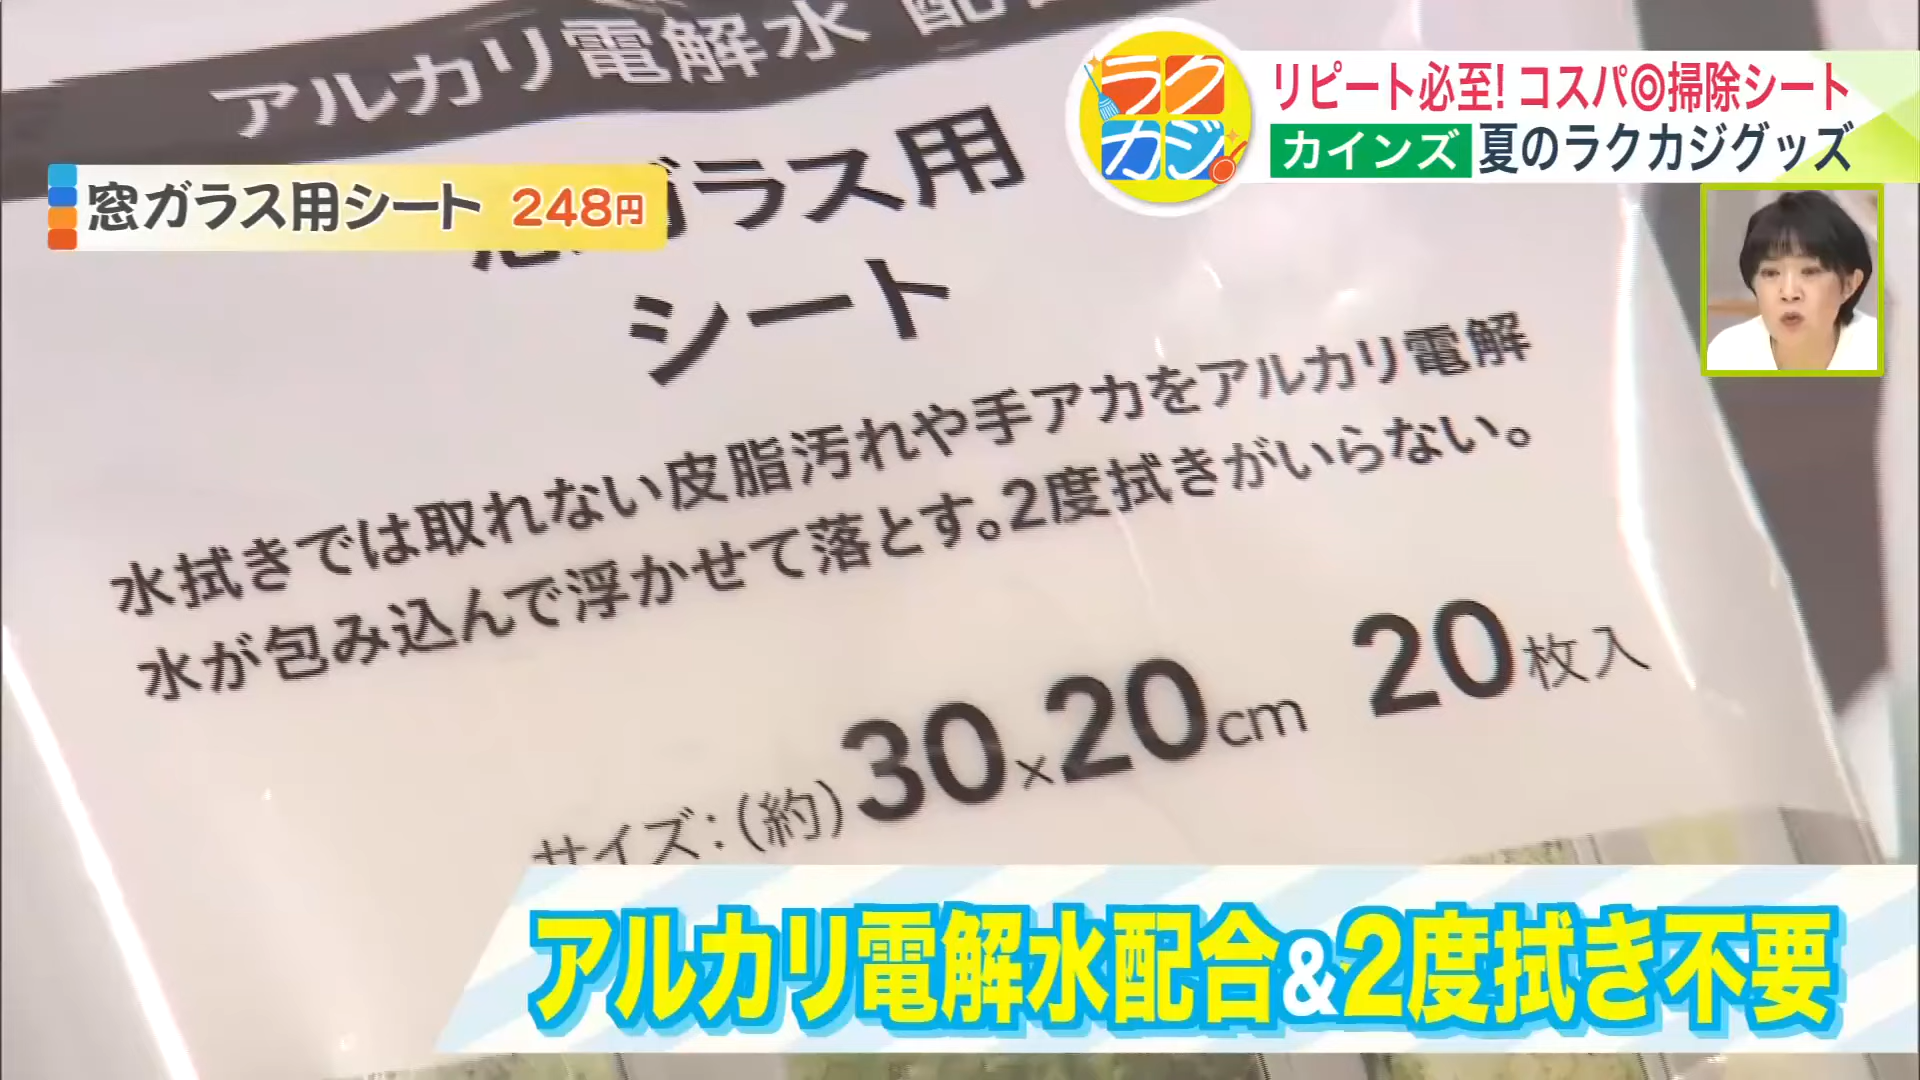 アルカリ電解水 配
ラクカジ
リピート必至! コスパ◎掃除シート
カインズ 夏のラクカジグッズ
窓ガラス用シート 248円
ガラス用
シート
水拭きでは取れない皮脂汚れや手アカをアルカリ電解
水が包み込んで浮かせて落とす。2度拭きがいらない。
サイズ:(約)30×20cm 20枚入
アルカリ電解水配合&2度拭き不要